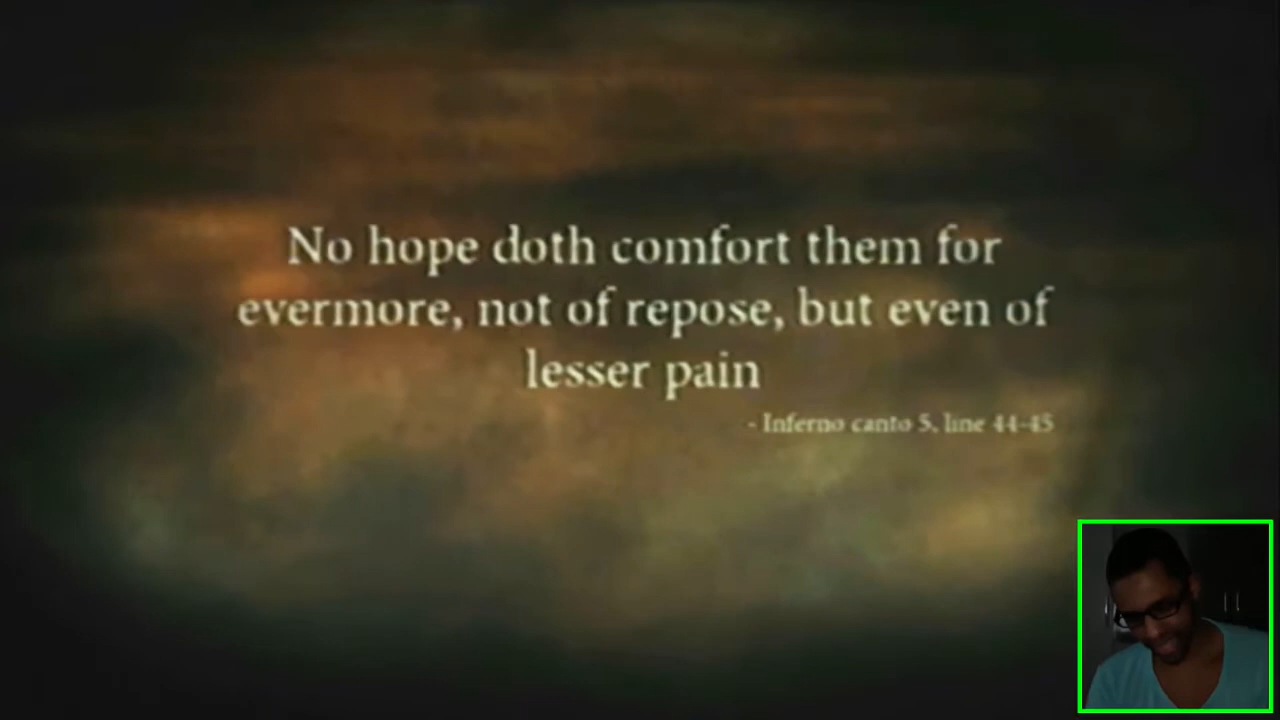 No hope doth comfort them for
evermore, not of repose, but even of
lesser pain
- Inferno canto 5, line 44-45